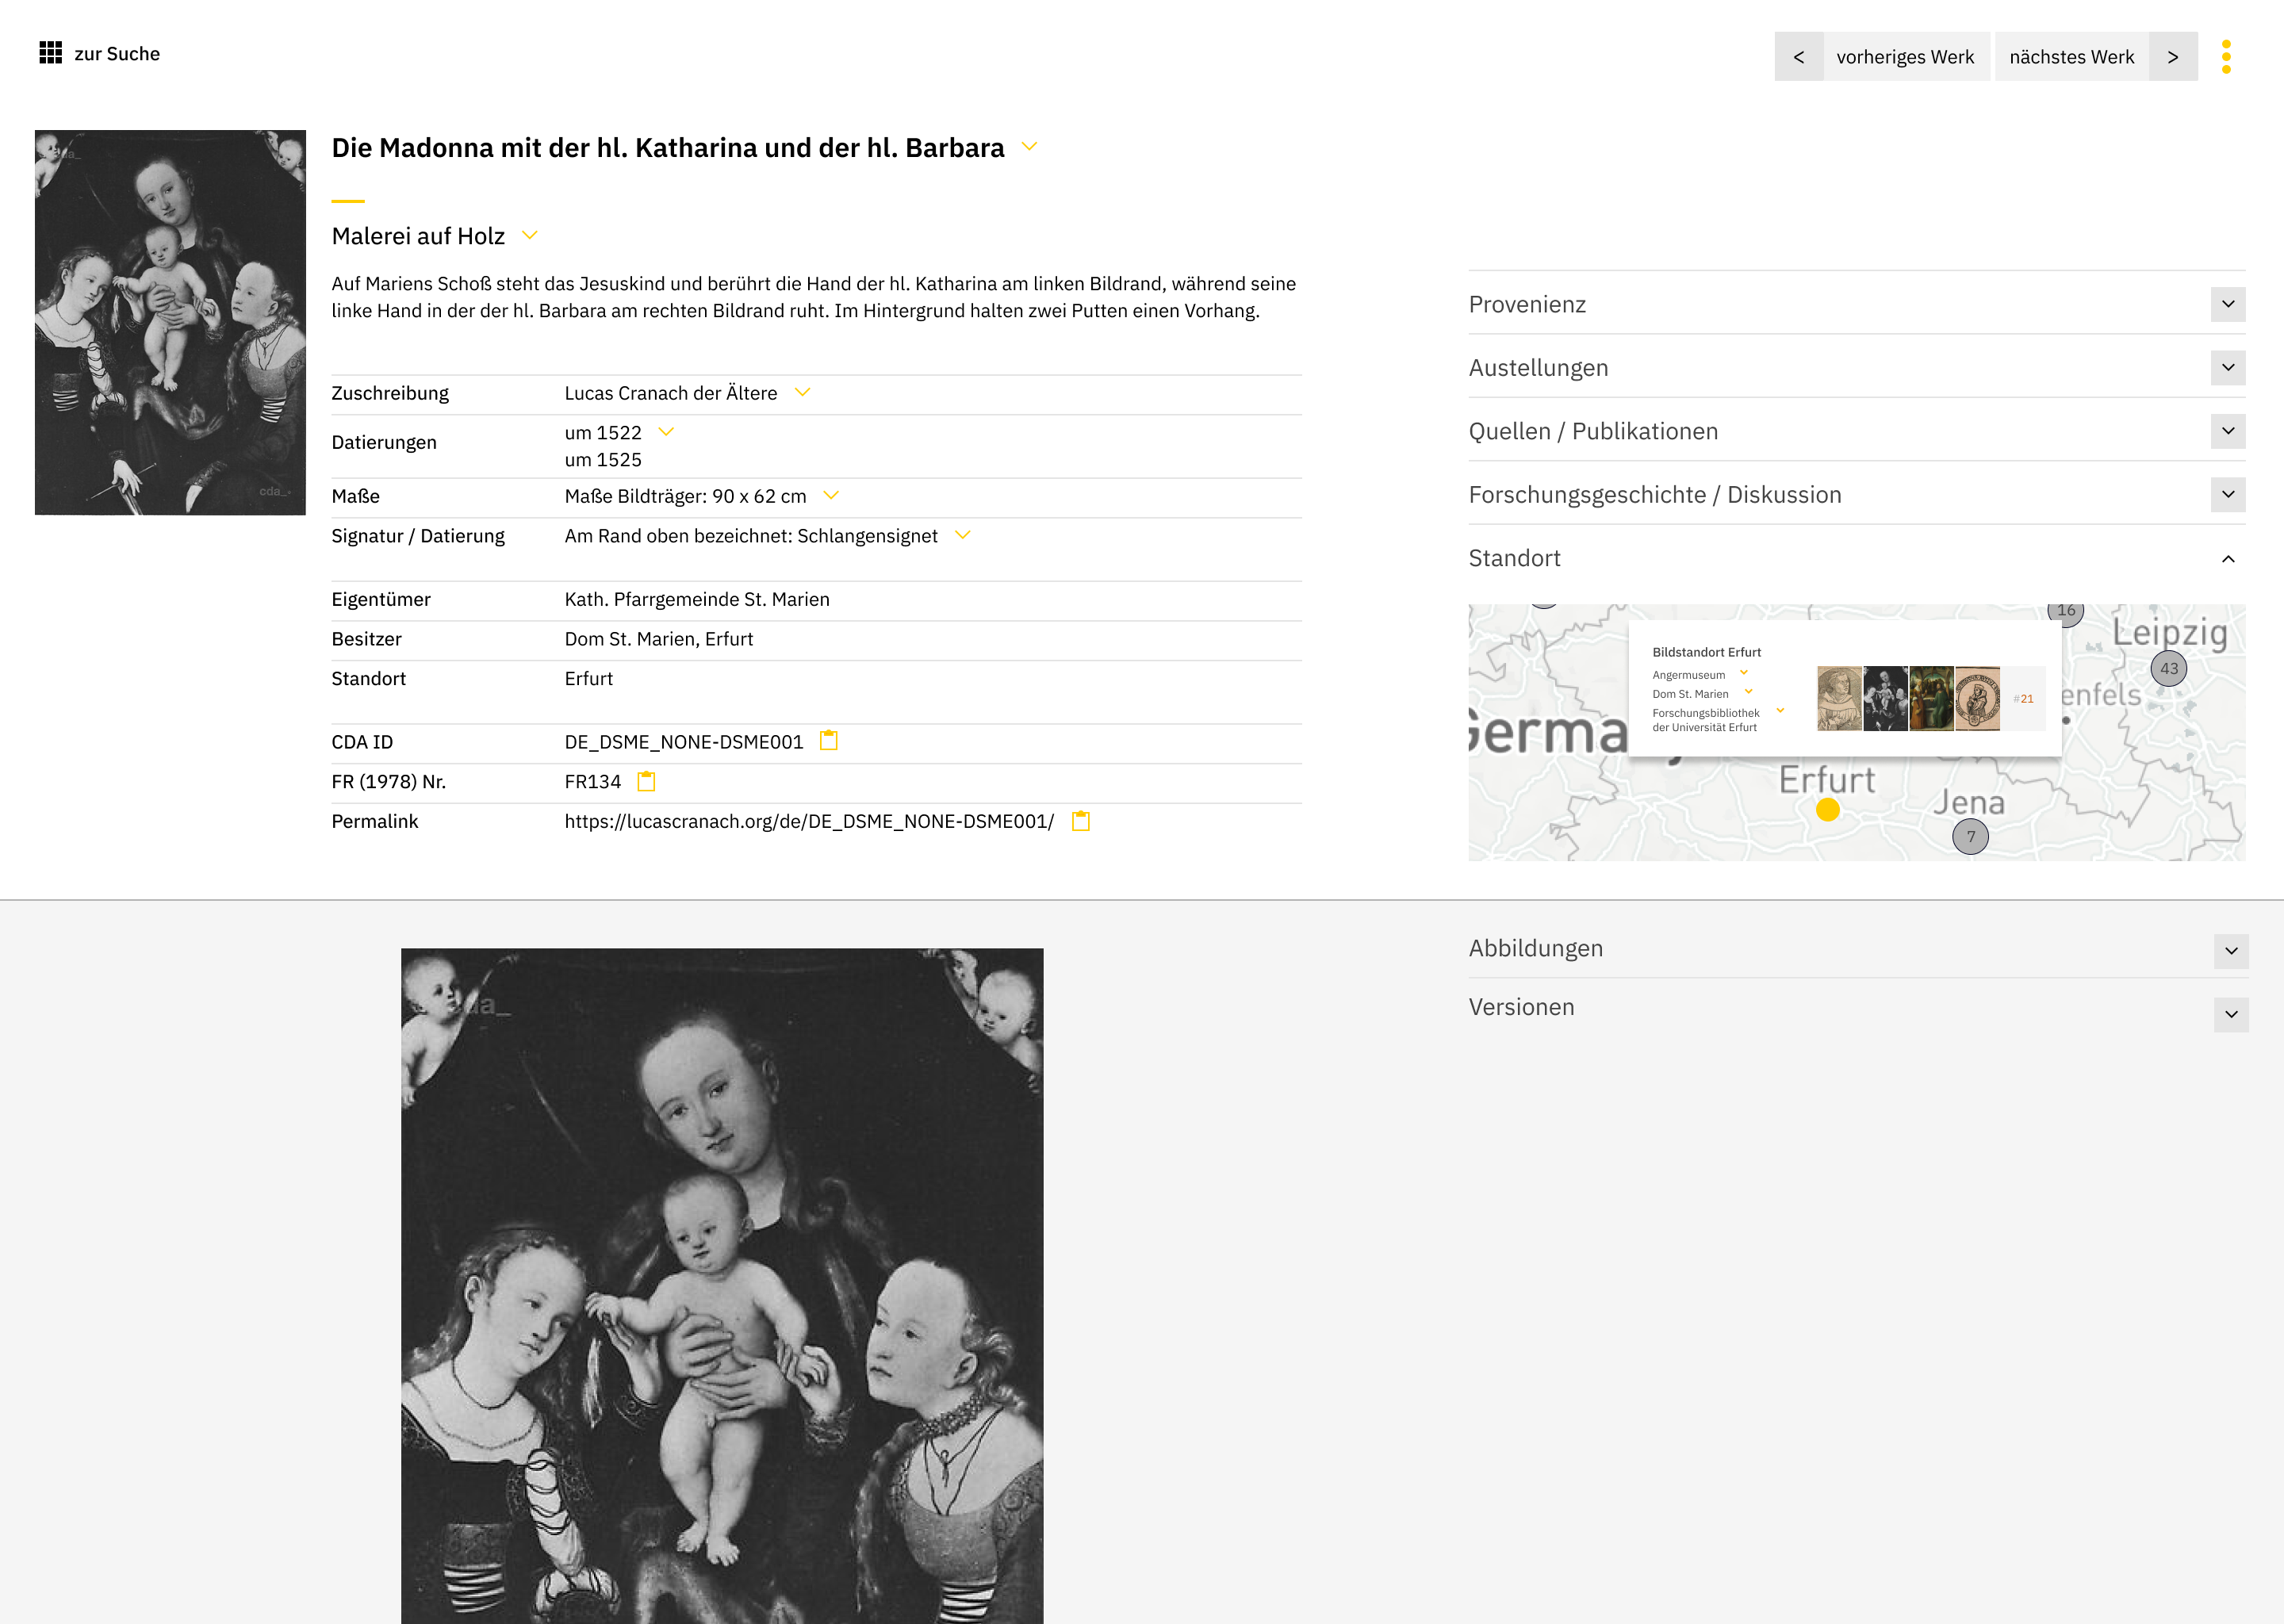 zur Suche
< vorheriges Werk
nächstes Werk >
cda_
cda_
Die Madonna mit der hl. Katharina und der hl. Barbara
Malerei auf Holz
Auf Mariens Schoß steht das Jesuskind und berührt die Hand der hl. Katharina am linken Bildrand, während seine
linke Hand in der der hl. Barbara am rechten Bildrand ruht. Im Hintergrund halten zwei Putten einen Vorhang.
Zuschreibung Lucas Cranach der Ältere
Datierungen um 1522
um 1525
Maße Maße Bildträger: 90 x 62 cm
Signatur / Datierung Am Rand oben bezeichnet: Schlangensignet
Eigentümer Kath. Pfarrgemeinde St. Marien
Besitzer Dom St. Marien, Erfurt
Standort Erfurt
CDA ID DE_DSME_NONE-DSME001
FR (1978) Nr. FR134
Permalink https://lucascranach.org/de/DE_DSME_NONE-DSME001/
Provenienz
Austellungen
Quellen / Publikationen
Forschungsgeschichte / Diskussion
Standort
16
Leipzig
43
enfels
Germa
Bildstandort Erfurt
Angermuseum
Dom St. Marien
Forschungsbibliothek
der Universität Erfurt
#21
Erfurt
Jena
7
Abbildungen
Versionen
da_